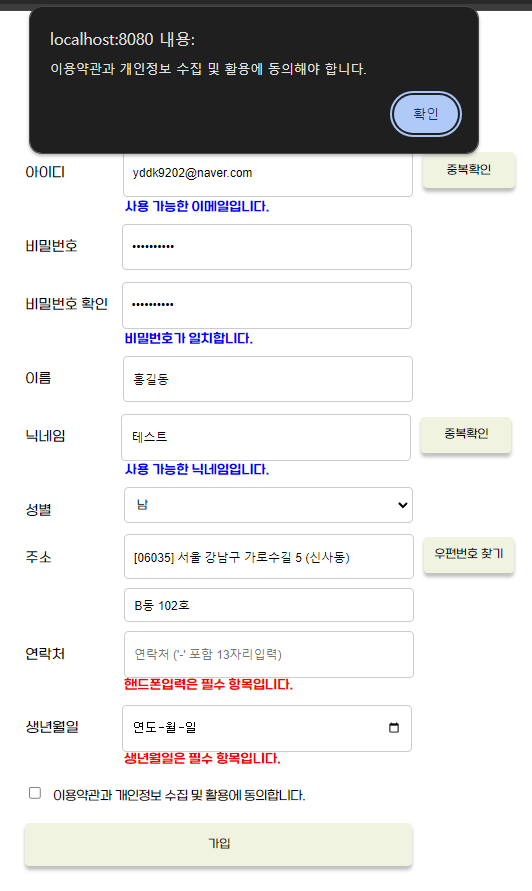 localhost:8080 내용:
이용약관과 개인정보 수집 및 활용에 동의해야 합니다.
확인
아이디 yddk9202@naver.com 중복확인
사용 가능한 이메일입니다.
비밀번호 ••••••••••
비밀번호 확인 ••••••••••
비밀번호가 일치합니다.
이름 홍길동
닉네임 테스트 중복확인
사용 가능한 닉네임입니다.
성별 남
주소 [06035] 서울 강남구 가로수길 5 (신사동) 우편번호 찾기
B동 102호
연락처 연락처 ('-' 포함 13자리입력)
핸드폰입력은 필수 항목입니다.
생년월일 연도-월-일
생년월일은 필수 항목입니다.
이용약관과 개인정보 수집 및 활용에 동의합니다.
가입